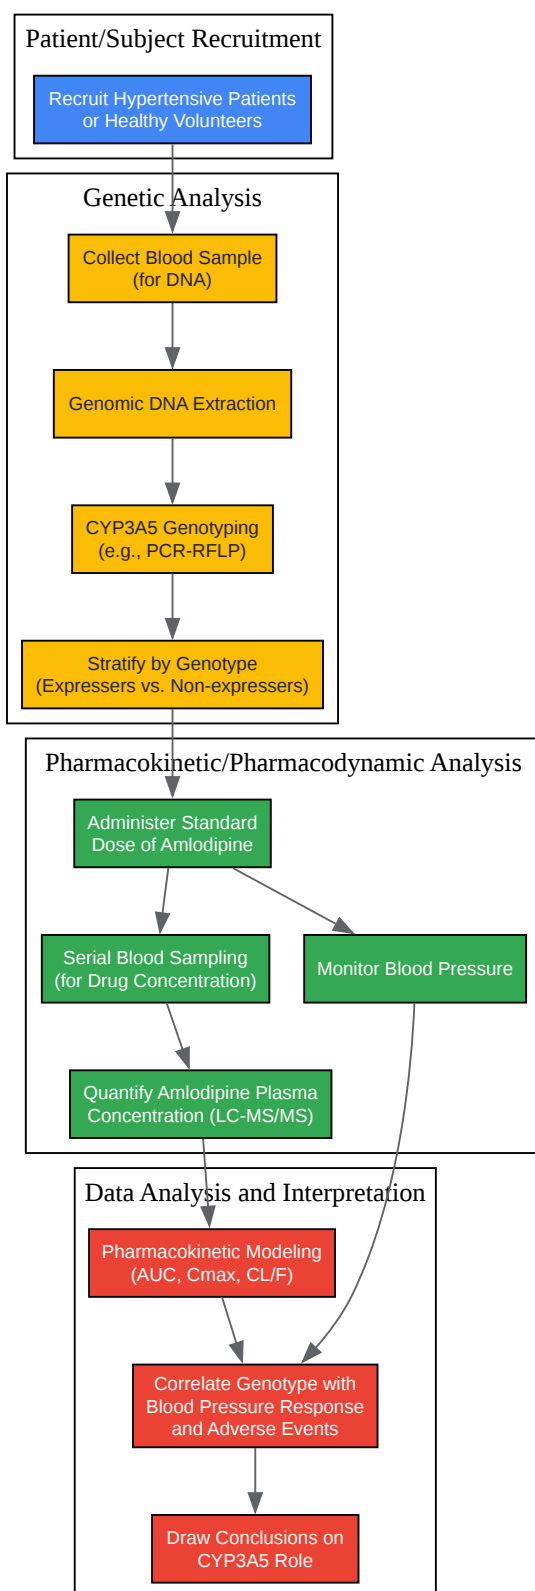 Patient/Subject Recruitment
Recruit Hypertensive Patients
or Healthy Volunteers
Genetic Analysis
Collect Blood Sample
(for DNA)
Genomic DNA Extraction
CYP3A5 Genotyping
(e.g., PCR-RFLP)
Stratify by Genotype
(Expressers vs. Non-expressers)
Pharmacokinetic/Pharmacodynamic Analysis
Administer Standard
Dose of Amlodipine
Serial Blood Sampling
(for Drug Concentration)
Monitor Blood Pressure
Quantify Amlodipine Plasma
Concentration (LC-MS/MS)
Data Analysis and Interpretation
Pharmacokinetic Modeling
(AUC, Cmax, CL/F)
Correlate Genotype with
Blood Pressure Response
and Adverse Events
Draw Conclusions on
CYP3A5 Role